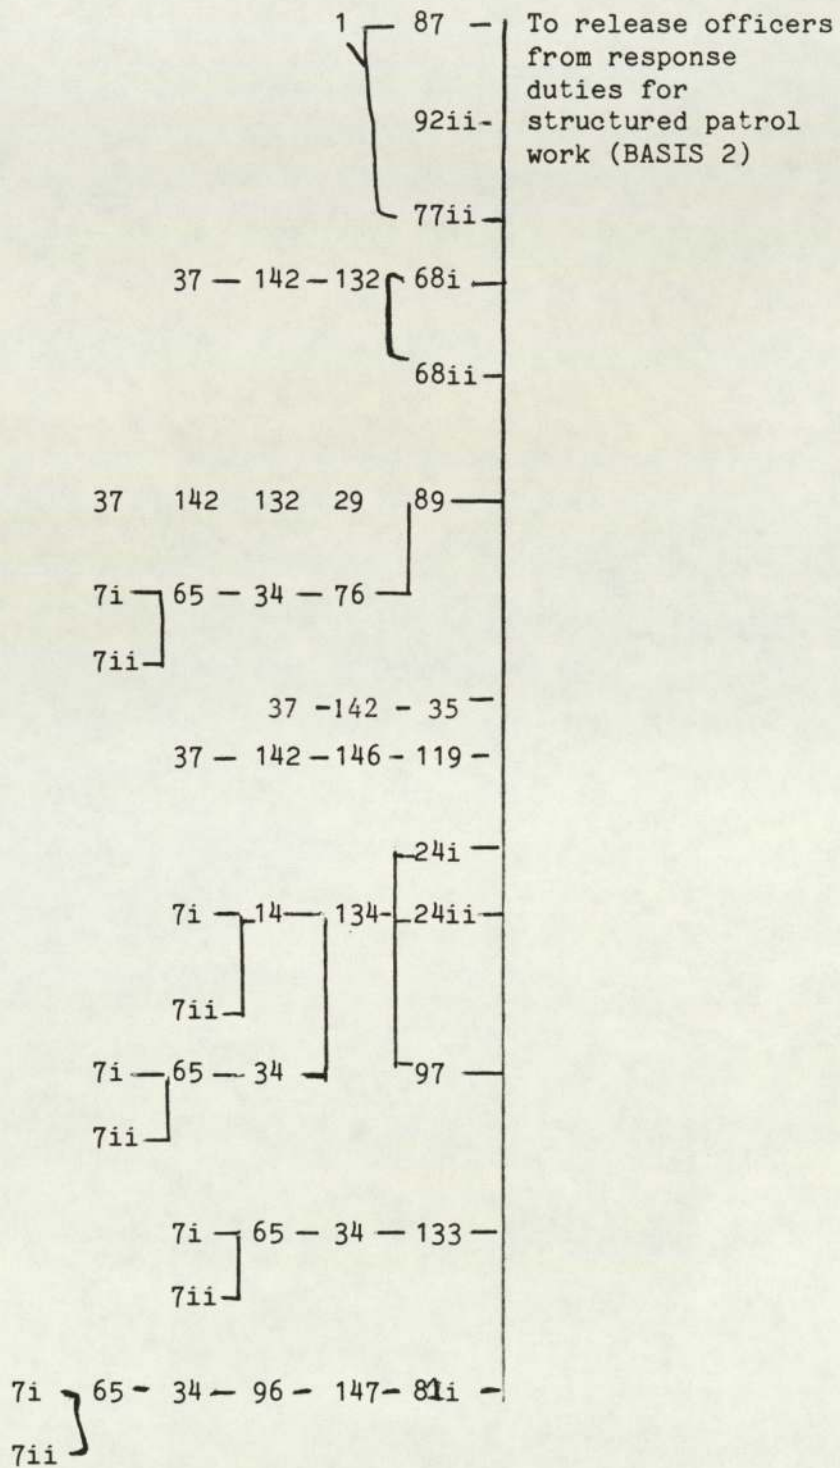 1 87 - To release officers
from response
duties for
92ii- structured patrol
work (BASIS 2)
77ii
37 - 142 - 132 68i
68ii
37 142 132 29 89
7i 65 - 34 - 76
7ii
37 - 142 - 35
37 - 142 - 146 - 119 -
24i
7i 14 134 - 24ii
7ii
7i 65 - 34 97
7ii
7i 65 - 34 - 133 -
7ii
7i 65 - 34 - 96 - 147 - -
7ii